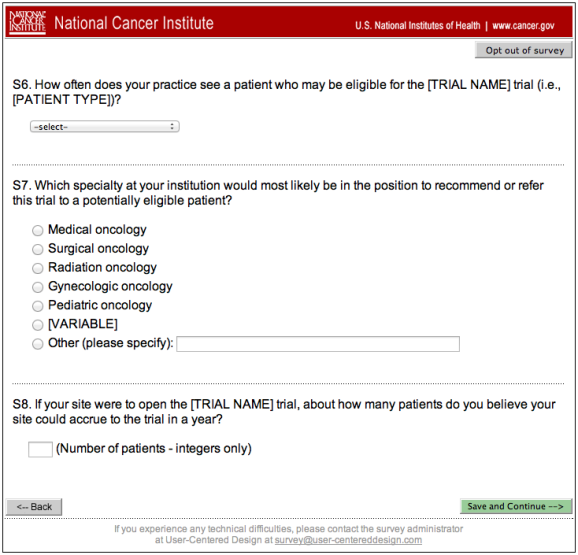 NATIONAL
CANCER
INSTITUTE
National Cancer Institute
U.S. National Institutes of Health | www.cancer.gov
Opt out of survey
S6. How often does your practice see a patient who may be eligible for the [TRIAL NAME] trial (i.e.,
[PATIENT TYPE])?
-select-
S7. Which specialty at your institution would most likely be in the position to recommend or refer
this trial to a potentially eligible patient?
Medical oncology
Surgical oncology
Radiation oncology
Gynecologic oncology
Pediatric oncology
[VARIABLE]
Other (please specify):
S8. If your site were to open the [TRIAL NAME] trial, about how many patients do you believe your
site could accrue to the trial in a year?
(Number of patients - integers only)
<-- Back
Save and Continue -->
If you experience any technical difficulties, please contact the survey administrator
at User-Centered Design at survey@user-centereddesign.com